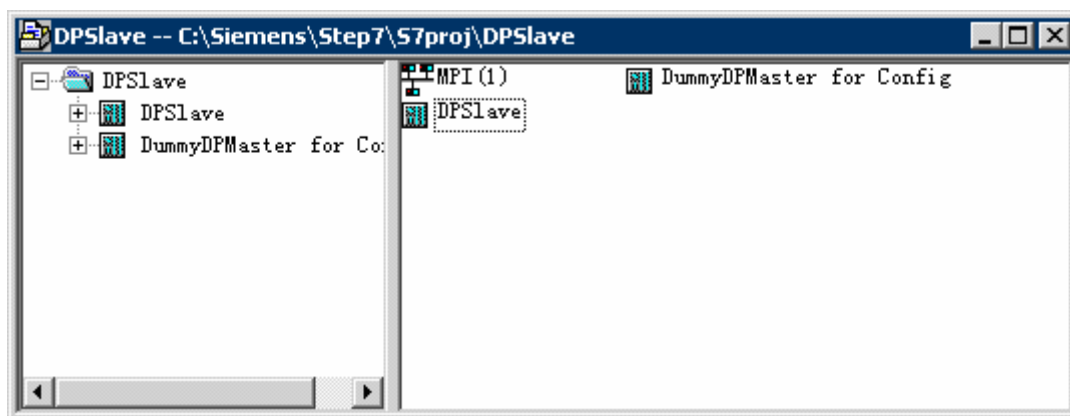 DPSlave -- C:\Siemens\Step7\S7proj\DPSlave
DPSlave
DPSlave
DummyDPMaster for Co
MPI(1)
DummyDPMaster for Config
DPSlave